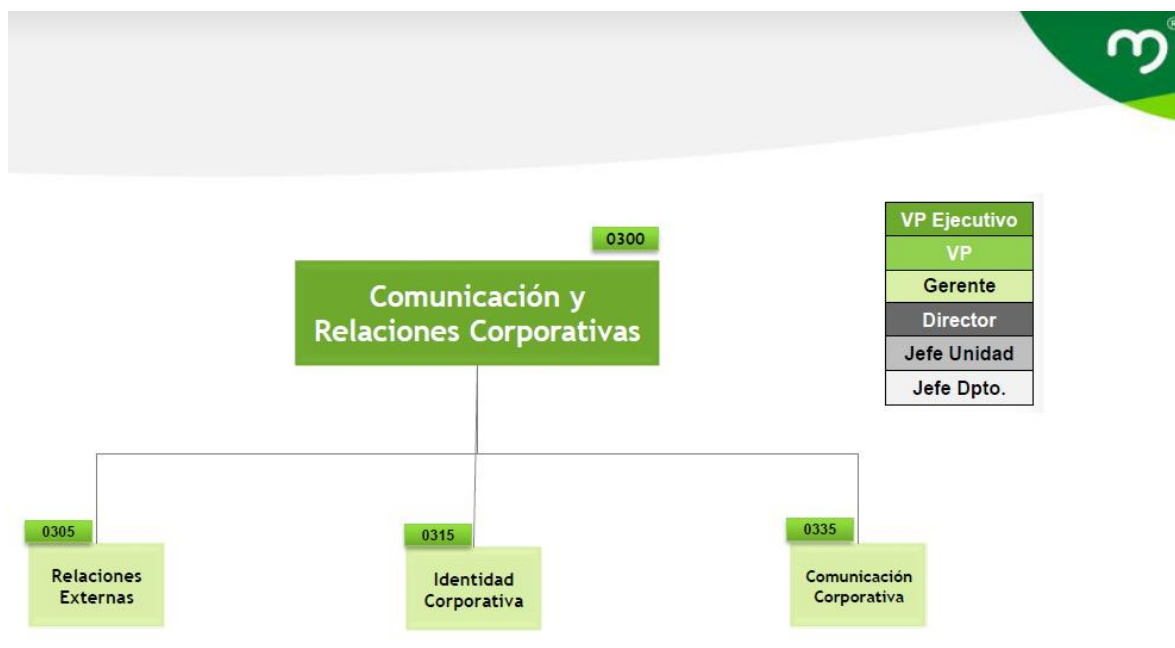 m®
0300
Comunicación y
Relaciones Corporativas
VP Ejecutivo
VP
Gerente
Director
Jefe Unidad
Jefe Dpto.
0305
Relaciones
Externas
0315
Identidad
Corporativa
0335
Comunicación
Corporativa